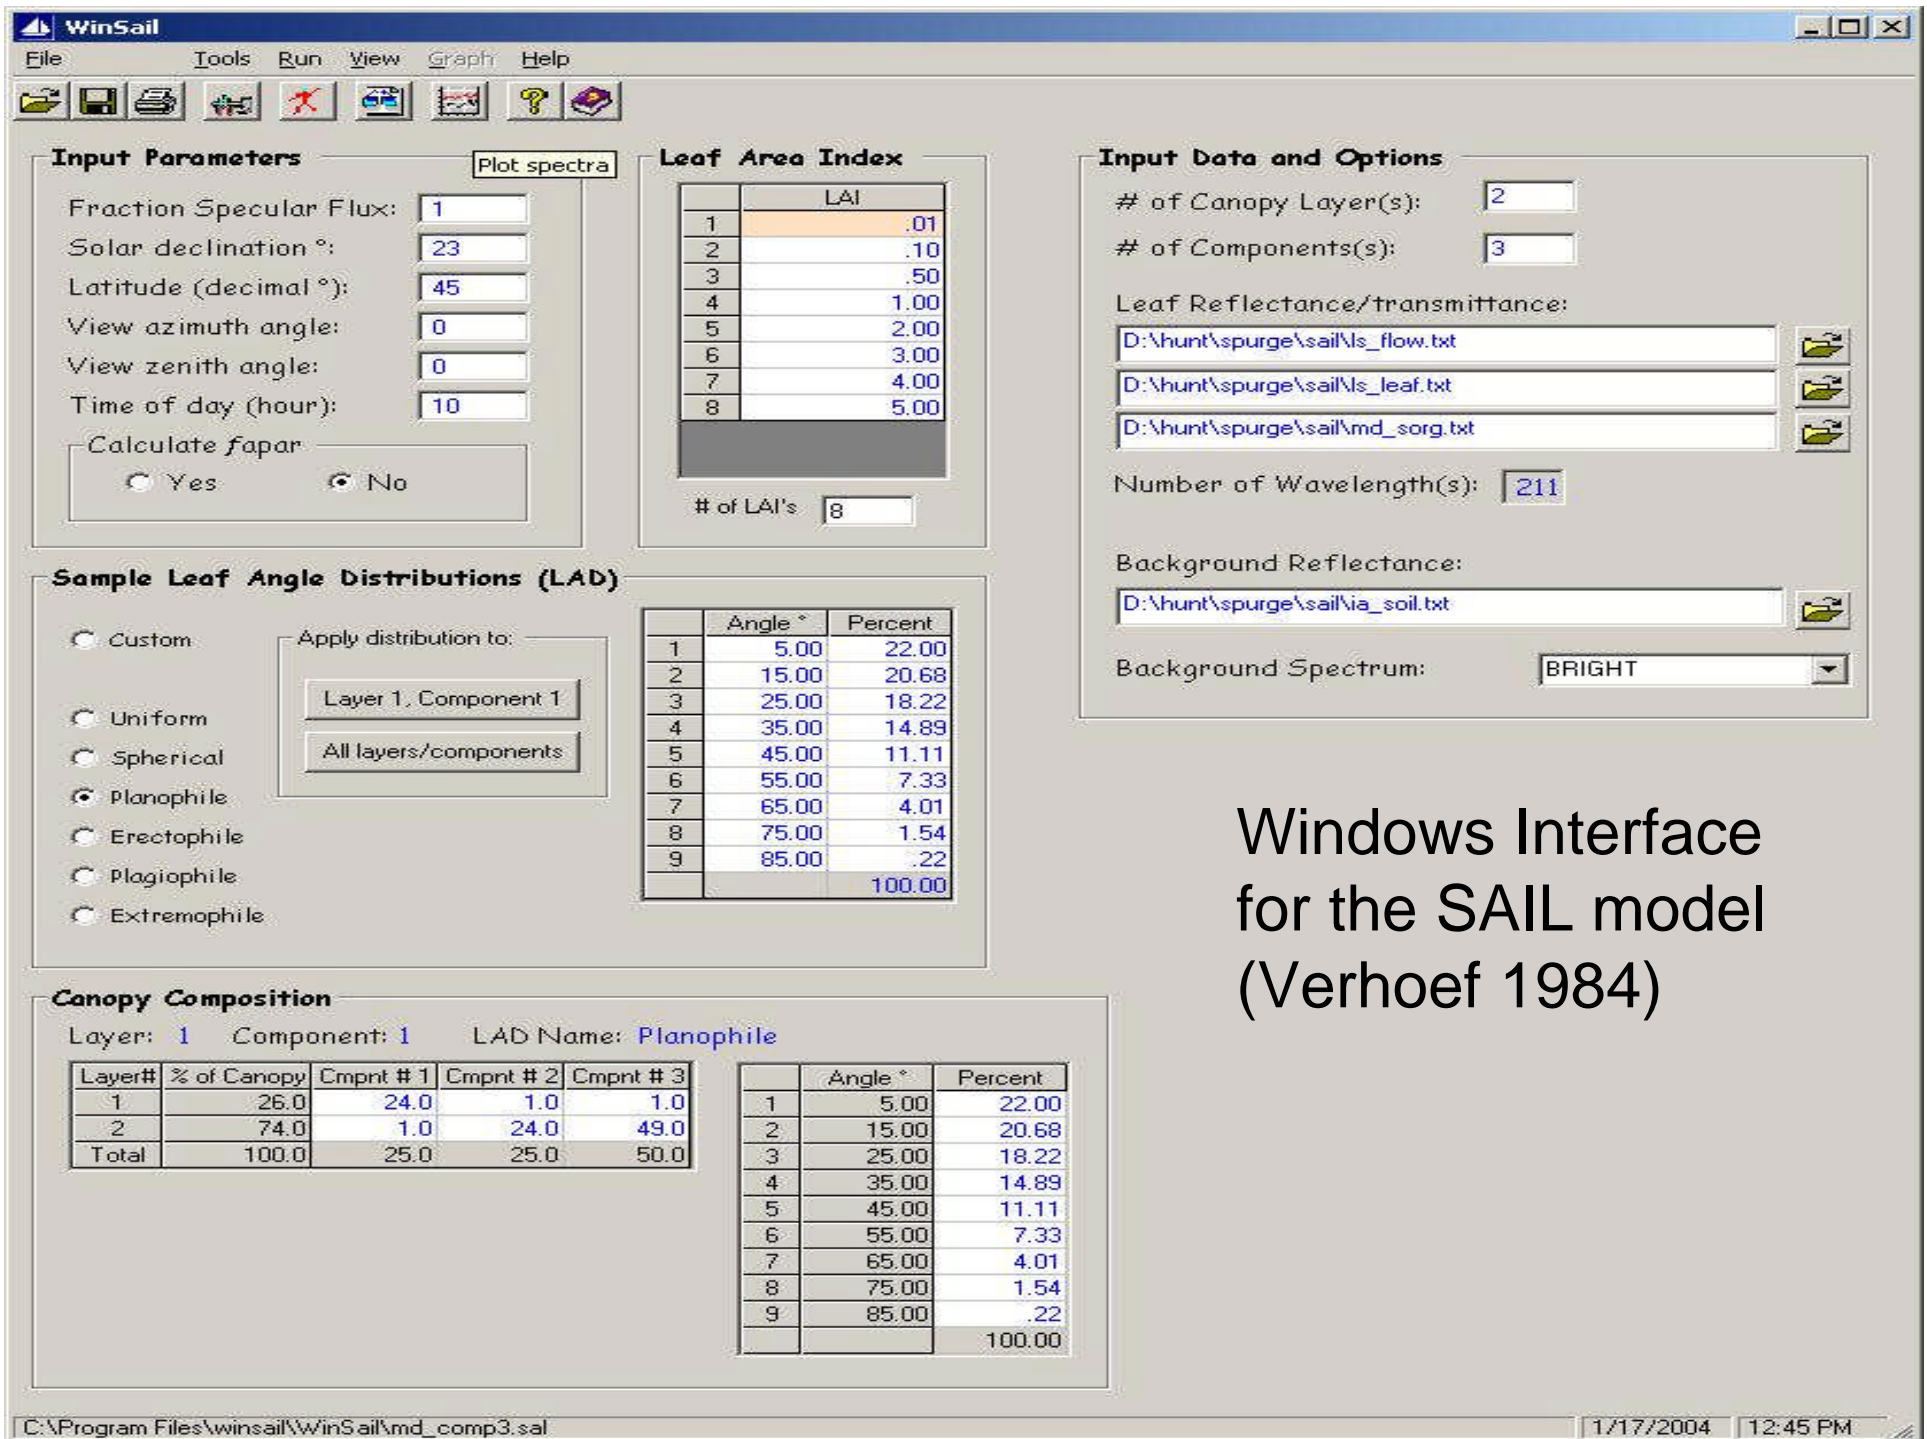 WinSail
File Tools Run View Graph Help
Input Parameters
Plot spectra
Fraction Specular Flux: 1
Solar declination °: 23
Latitude (decimal °): 45
View azimuth angle: 0
View zenith angle: 0
Time of day (hour): 10
Calculate fapar
Yes No
Leaf Area Index
LAI
1 .01
2 .10
3 .50
4 1.00
5 2.00
6 3.00
7 4.00
8 5.00
# of LAI's 8
Input Data and Options
# of Canopy Layer(s): 2
# of Components(s): 3
Leaf Reflectance/transmittance:
D:\hunt\spurge\sail\ls_flow.txt
D:\hunt\spurge\sail\ls_leaf.txt
D:\hunt\spurge\sail\md_sorg.txt
Number of Wavelength(s): 211
Background Reflectance:
D:\hunt\spurge\sail\ia_soil.txt
Background Spectrum: BRIGHT
Sample Leaf Angle Distributions (LAD)
Custom
Uniform
Spherical
Planophile
Erectophile
Plagiophile
Extremophile
Apply distribution to:
Layer 1, Component 1
All layers/components
Angle ° Percent
1 5.00 22.00
2 15.00 20.68
3 25.00 18.22
4 35.00 14.89
5 45.00 11.11
6 55.00 7.33
7 65.00 4.01
8 75.00 1.54
9 85.00 .22
100.00
Windows Interface
for the SAIL model
(Verhoef 1984)
Canopy Composition
Layer: 1 Component: 1 LAD Name: Planophile
Layer# % of Canopy Cmpnt # 1 Cmpnt # 2 Cmpnt # 3
1 26.0 24.0 1.0 1.0
2 74.0 1.0 24.0 49.0
Total 100.0 25.0 25.0 50.0
Angle ° Percent
1 5.00 22.00
2 15.00 20.68
3 25.00 18.22
4 35.00 14.89
5 45.00 11.11
6 55.00 7.33
7 65.00 4.01
8 75.00 1.54
9 85.00 .22
100.00
C:\Program Files\winsail\WinSail\md_comp3.sal 1/17/2004 12:45 PM